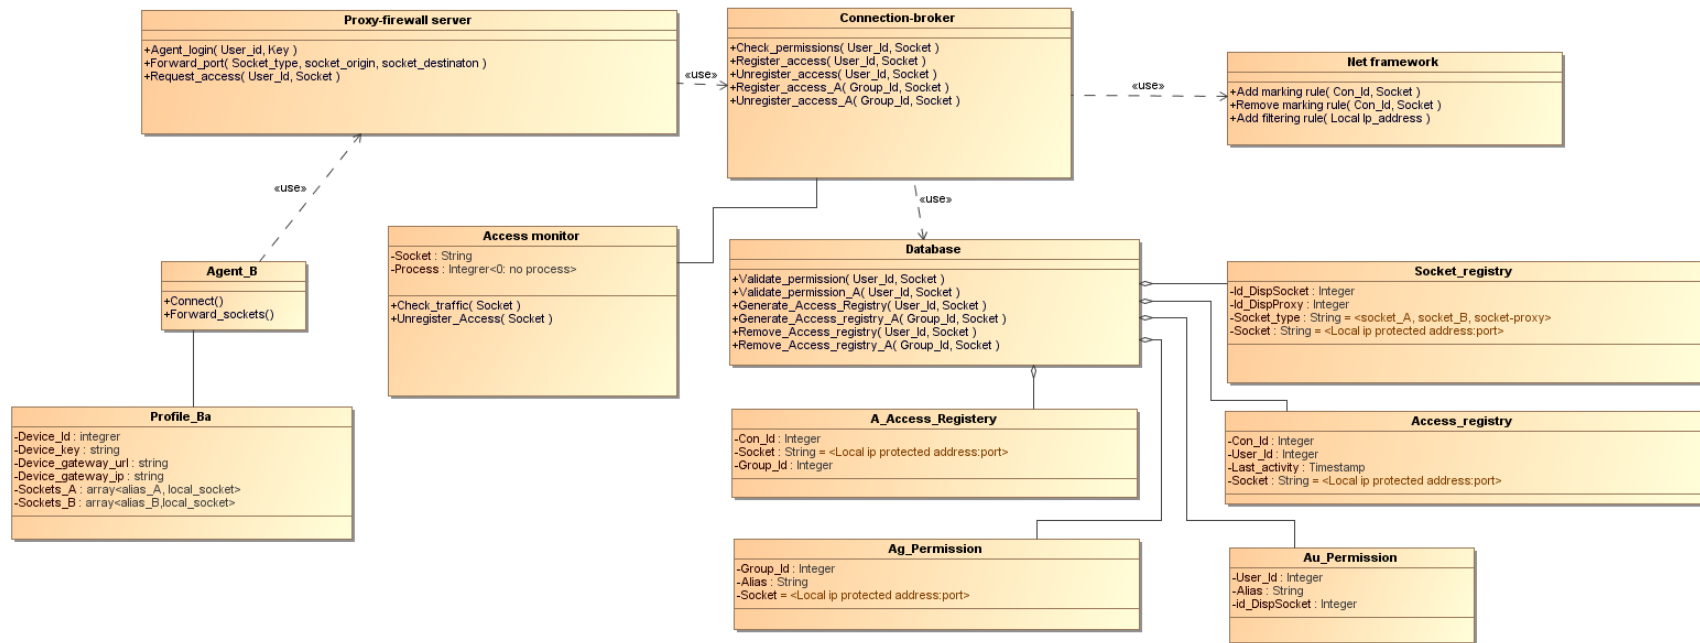 Proxy-firewall server
+Agent_login( User_id, Key )
+Forward_port( Socket_type, socket_origin, socket_destinaton )
+Request_access( User_Id, Socket )
«use»
Connection-broker
+Check_permissions( User_Id, Socket )
+Register_access( User_Id, Socket )
+Unregister_access( User_Id, Socket )
+Register_access_A( Group_Id, Socket )
+Unregister_access_A( Group_Id, Socket )
«use»
Net framework
+Add marking rule( Con_Id, Socket )
+Remove marking rule( Con_Id, Socket )
+Add filtering rule( Local Ip_address )
«use»
«use»
Agent_B
+Connect()
+Forward_sockets()
Access monitor
-Socket : String
-Process : Integrer<0: no process>
+Check_traffic( Socket )
+Unregister_Access( Socket )
Database
+Validate_permission( User_Id, Socket )
+Validate_permission_A( User_Id, Socket )
+Generate_Access_Registry( User_Id, Socket )
+Generate_Access_registry_A( Group_Id, Socket )
+Remove_Access_registry( User_Id, Socket )
+Remove_Access_registry_A( Group_Id, Socket )
Socket_registry
-Id_DispSocket : Integer
-Id_DispProxy : Integer
-Socket_type : String = <socket_A, socket_B, socket-proxy>
-Socket : String = <Local ip protected address:port>
Profile_Ba
-Device_Id : integrer
-Device_key : string
-Device_gateway_url : string
-Device_gateway_ip : string
-Sockets_A : array<alias_A, local_socket>
-Sockets_B : array<alias_B,local_socket>
A_Access_Registery
-Con_Id : Integer
-Socket : String = <Local ip protected address:port>
-Group_Id : Integer
Access_registry
-Con_Id : Integer
-User_Id : Integer
-Last_activity : Timestamp
-Socket : String = <Local ip protected address:port>
Ag_Permission
-Group_Id : Integer
-Alias : String
-Socket = <Local ip protected address:port>
Au_Permission
-User_Id : Integer
-Alias : String
-id_DispSocket : Integer